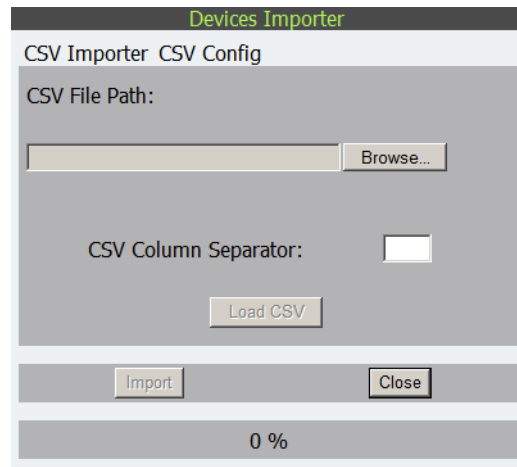 Devices Importer
CSV Importer CSV Config
CSV File Path:
Browse...
CSV Column Separator:
Load CSV
Import Close
0 %